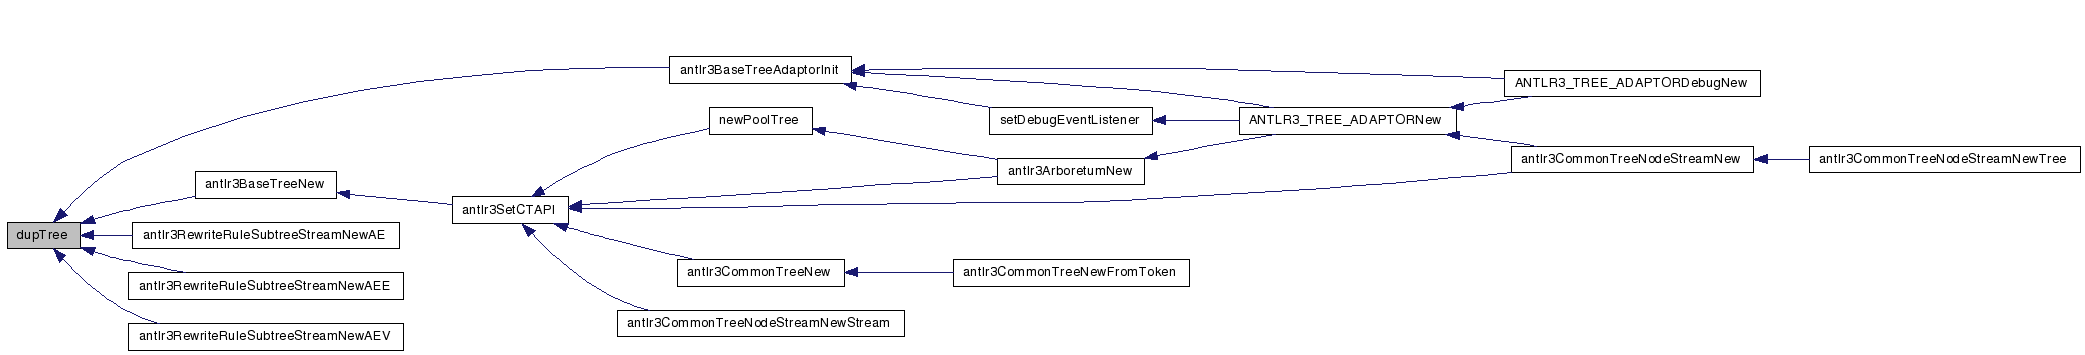 antlr3BaseTreeAdaptorInit
ANTLR3_TREE_ADAPTORDebugNew
newPoolTree
setDebugEventListener
ANTLR3_TREE_ADAPTORNew
antlr3CommonTreeNodeStreamNew
antlr3CommonTreeNodeStreamNewTree
antlr3ArboretumNew
antlr3BaseTreeNew
antlr3SetCTAPI
dupTree
antlr3RewriteRuleSubtreeStreamNewAE
antlr3CommonTreeNew
antlr3CommonTreeNewFromToken
antlr3RewriteRuleSubtreeStreamNewAEE
antlr3CommonTreeNodeStreamNewStream
antlr3RewriteRuleSubtreeStreamNewAEV